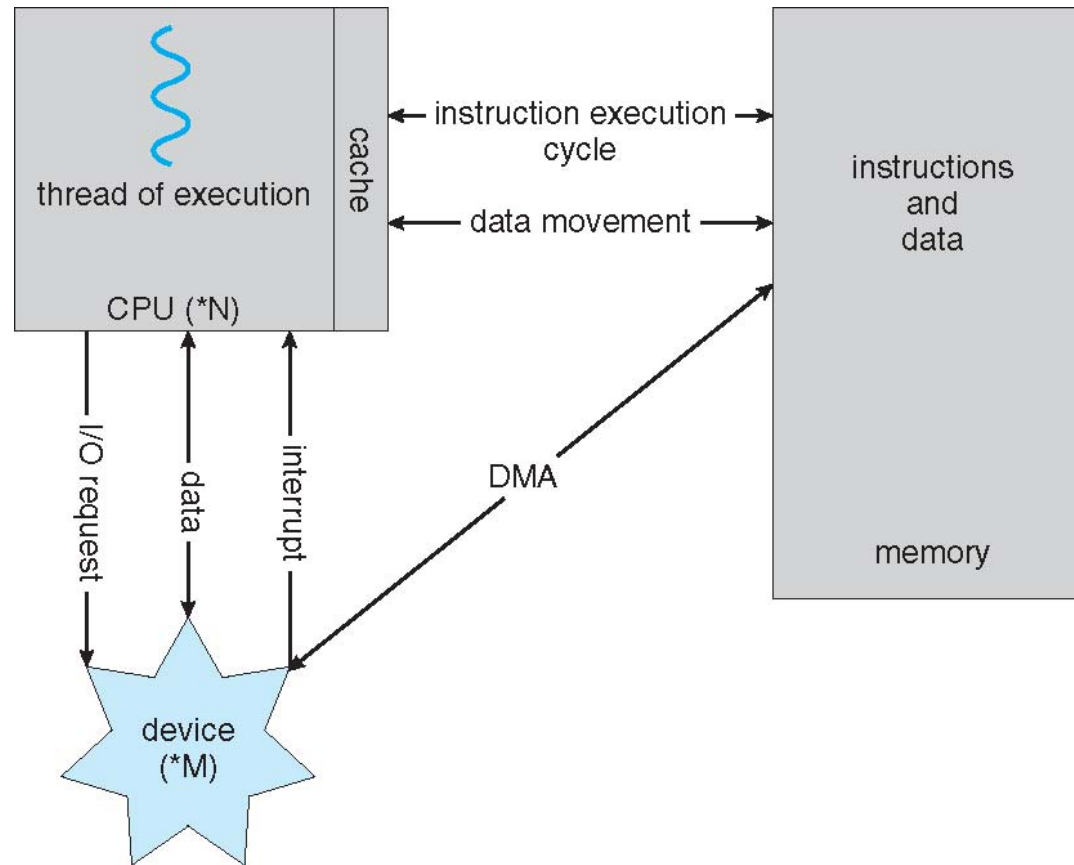 thread of execution
cache
CPU (*N)
instruction execution
cycle
data movement
instructions
and
data
memory
I/O request
data
interrupt
DMA
device
(*M)